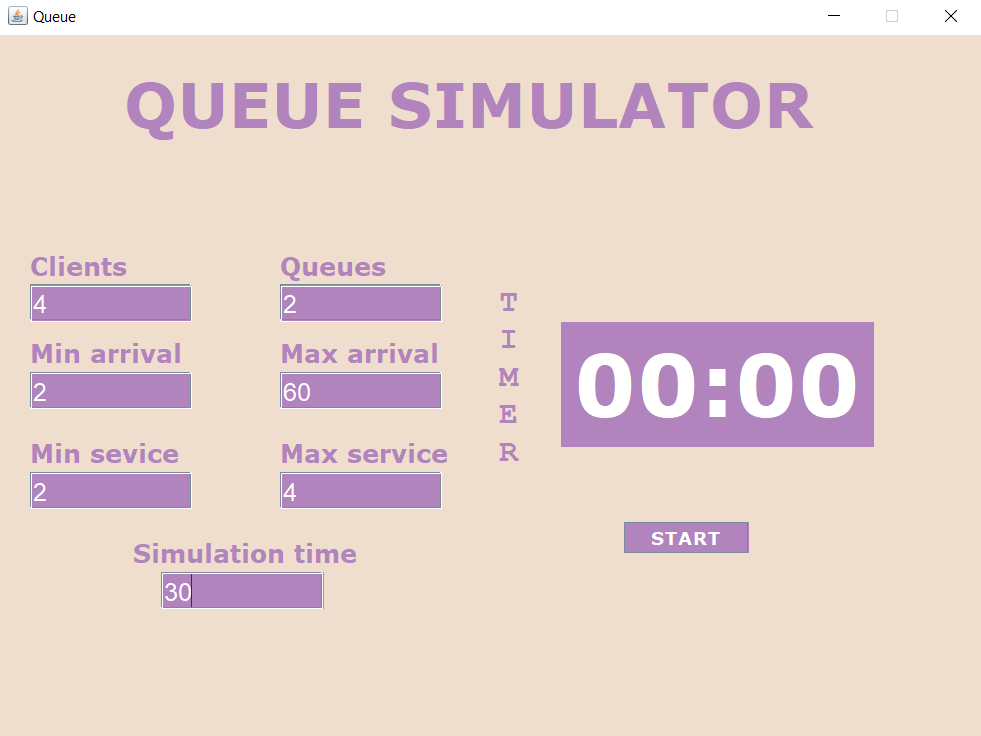 Queue
QUEUE SIMULATOR
Clients
Queues
4
2
Min arrival
Max arrival
2
60
Min sevice
Max service
2
4
Simulation time
30
T
I
M
E
R
00:00
START